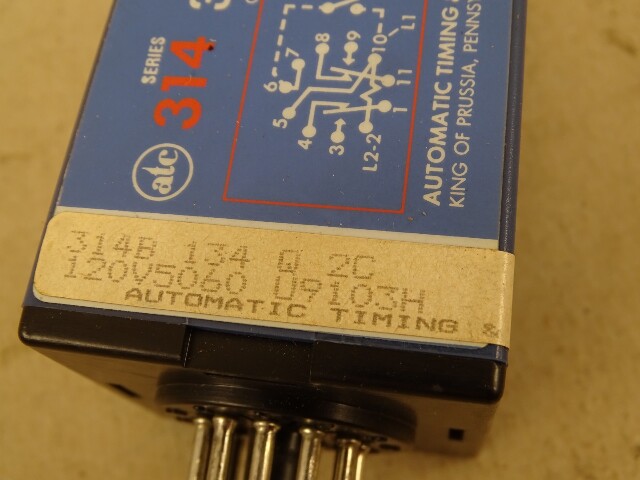 SERIES
314
atc
6
7
8
9
10
L1
5
4
3
L2-2
1
11
AUTOMATIC TIMING &
KING OF PRUSSIA, PENNSY
314B 134 Q 2C
120V5060 U9103H
AUTOMATIC TIMING &